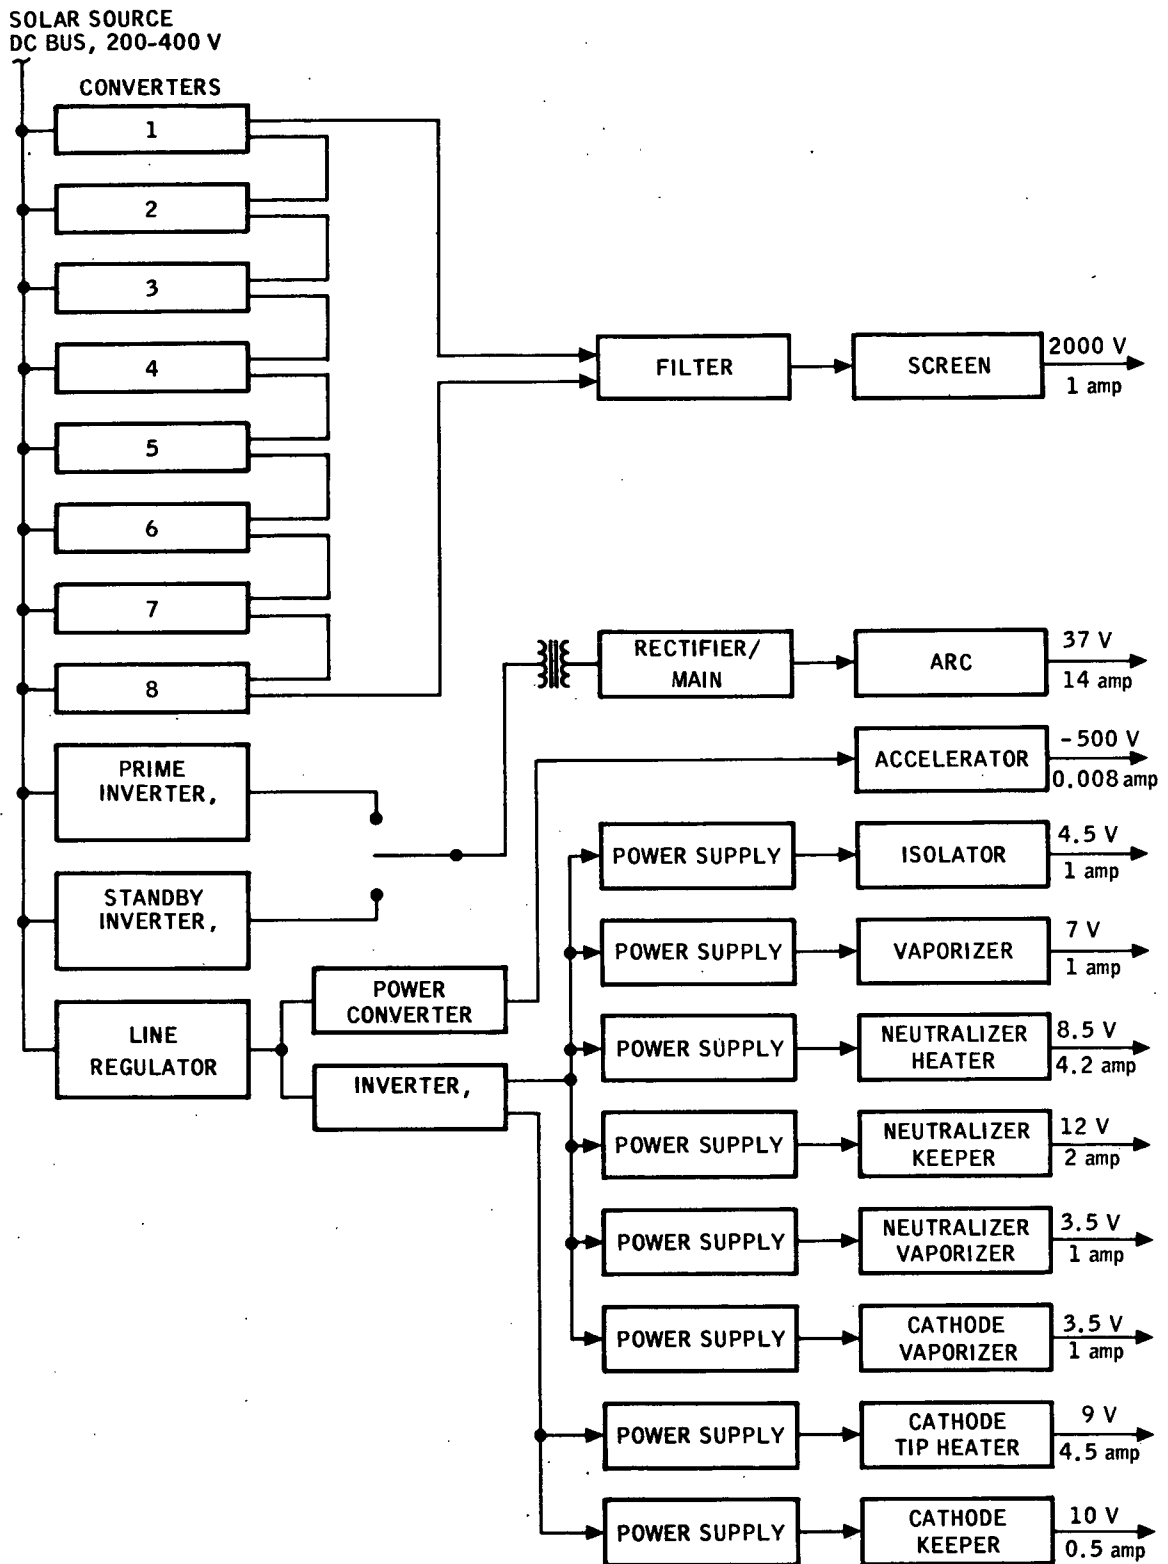 SOLAR SOURCE
DC BUS, 200-400 V
CONVERTERS
1
2
3
4
5
6
7
8
FILTER
SCREEN
2000 V
1 amp
RECTIFIER/
MAIN
ARC
37 V
14 amp
PRIME
INVERTER,
ACCELERATOR
-500 V
0.008 amp
STANDBY
INVERTER,
POWER SUPPLY
ISOLATOR
4.5 V
1 amp
POWER SUPPLY
VAPORIZER
7 V
1 amp
LINE
REGULATOR
POWER
CONVERTER
INVERTER,
POWER SUPPLY
NEUTRALIZER
HEATER
8.5 V
4.2 amp
POWER SUPPLY
NEUTRALIZER
KEEPER
12 V
2 amp
POWER SUPPLY
NEUTRALIZER
VAPORIZER
3.5 V
1 amp
POWER SUPPLY
CATHODE
VAPORIZER
3.5 V
1 amp
POWER SUPPLY
CATHODE
TIP HEATER
9 V
4.5 amp
POWER SUPPLY
CATHODE
KEEPER
10 V
0.5 amp